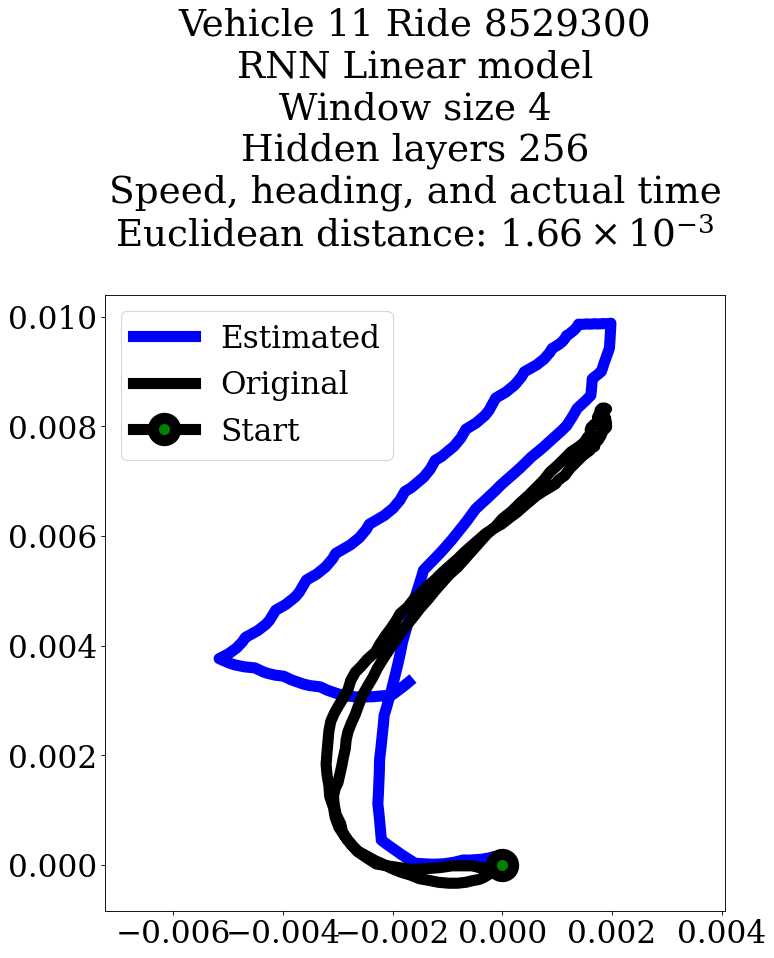 Vehicle 11 Ride 8529300
RNN Linear model
Window size 4
Hidden layers 256
Speed, heading, and actual time
Euclidean distance: 1.66 × 10⁻³
Estimated
Original
Start
0.010
0.008
0.006
0.004
0.002
0.000
−0.006 −0.004 −0.002 0.000 0.002 0.004